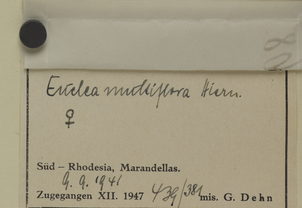 Euclea multiflora Hiern.
♀
Süd – Rhodesia, Marandellas.
9. 9. 1941
Zugegangen XII. 1947 439/381 mis. G. Dehn